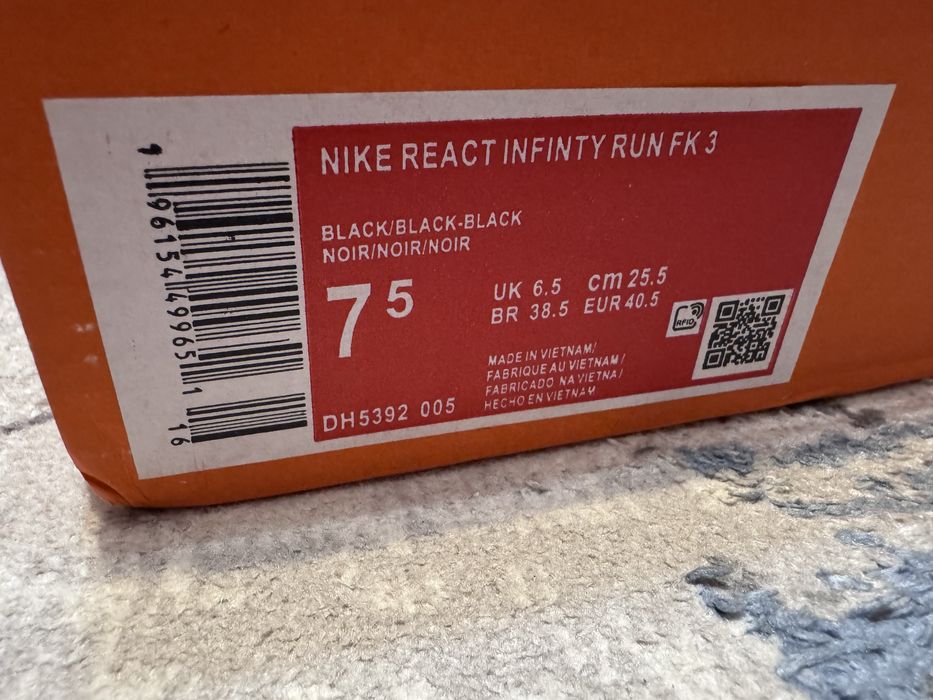 NIKE REACT INFINTY RUN FK 3
BLACK/BLACK-BLACK
NOIR/NOIR/NOIR
7 5
UK 6.5 cm 25.5
BR 38.5 EUR 40.5
RFID
MADE IN VIETNAM/
FABRIQUE AU VIETNAM/
FABRICADO NA VIETNA/
HECHO EN VIETNAM
DH5392 005
1 96154 49965 1 16